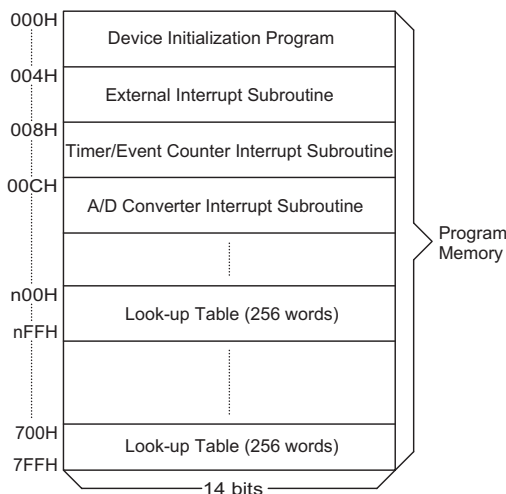 000H
Device Initialization Program
004H
External Interrupt Subroutine
008H
Timer/Event Counter Interrupt Subroutine
00CH
A/D Converter Interrupt Subroutine
Program
Memory
n00H
Look-up Table (256 words)
nFFH
700H
Look-up Table (256 words)
7FFH
14 bits